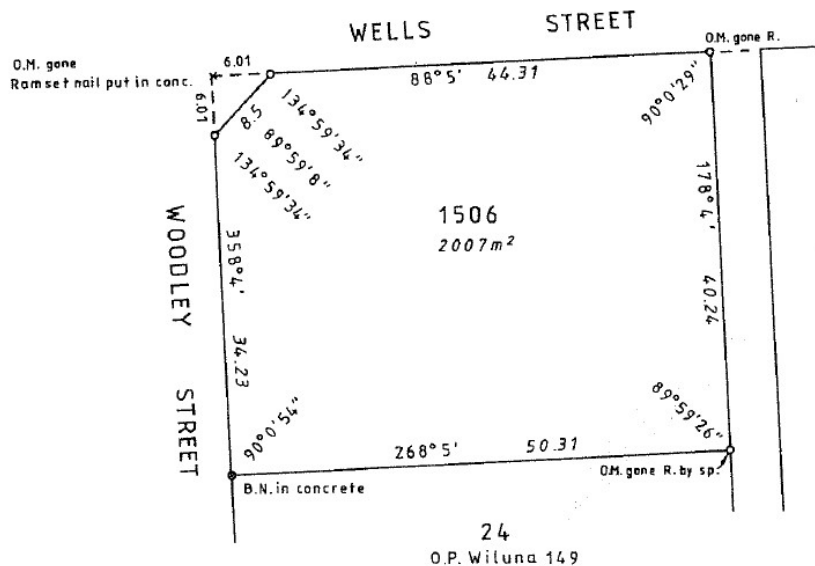 WELLS STREET
O.M. gone
Ramset nail put in conc.
6.01
6.01
O.M. gone R.
88°5' 44.31
134°59'34"
8.5
89°59'8"
134°59'34"
90°0'29"
1506
2007m²
178°4' 40.24
WOODLEY STREET
358°4' 34.23
90°0'54"
89°59'26"
268°5' 50.31
O.M. gone R. by sp.
B.N. in concrete
24
O.P. Wiluna 149